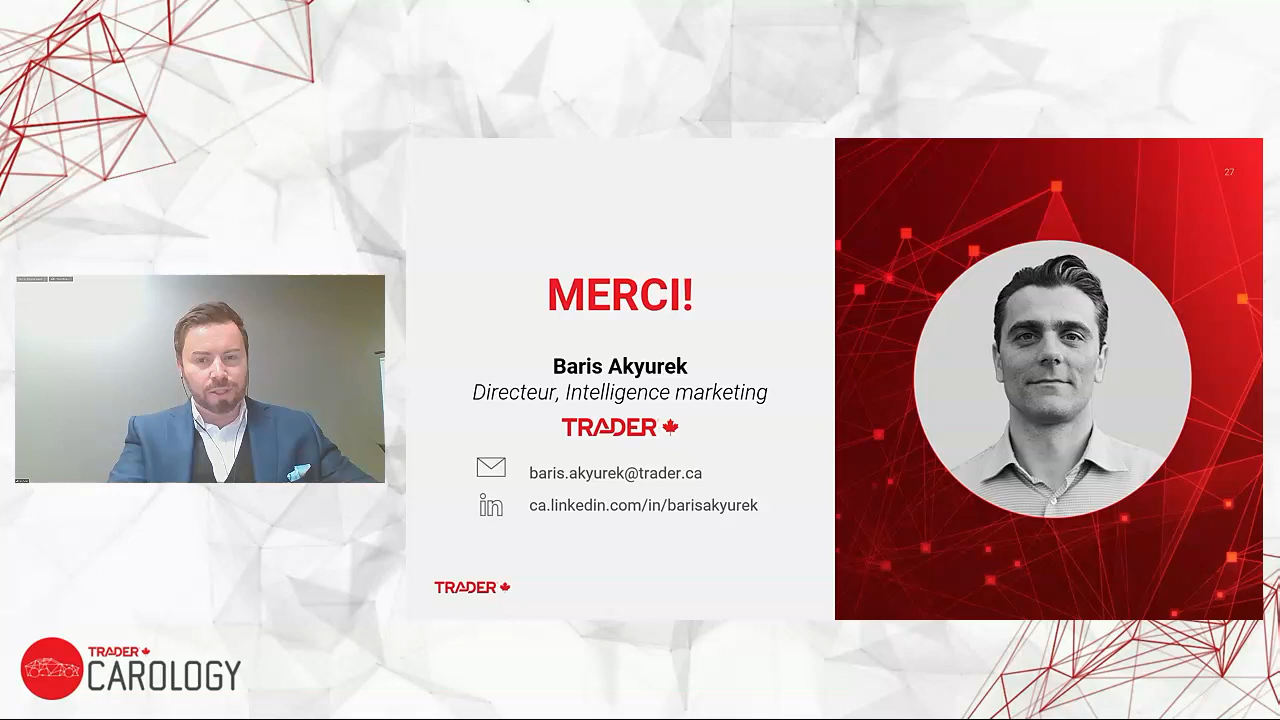 27
MERCI!
Baris Akyurek
Directeur, Intelligence marketing
TRADER
baris.akyurek@trader.ca
in
ca.linkedin.com/in/barisakyurek
TRADER
TRADER
CAROLOGY